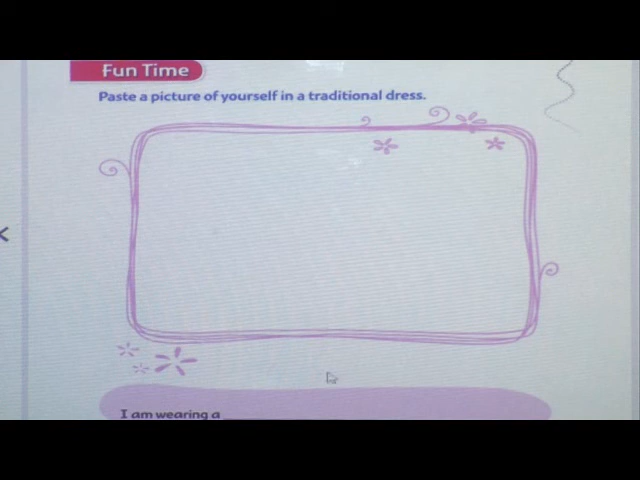 Fun Time
Paste a picture of yourself in a traditional dress.
I am wearing a